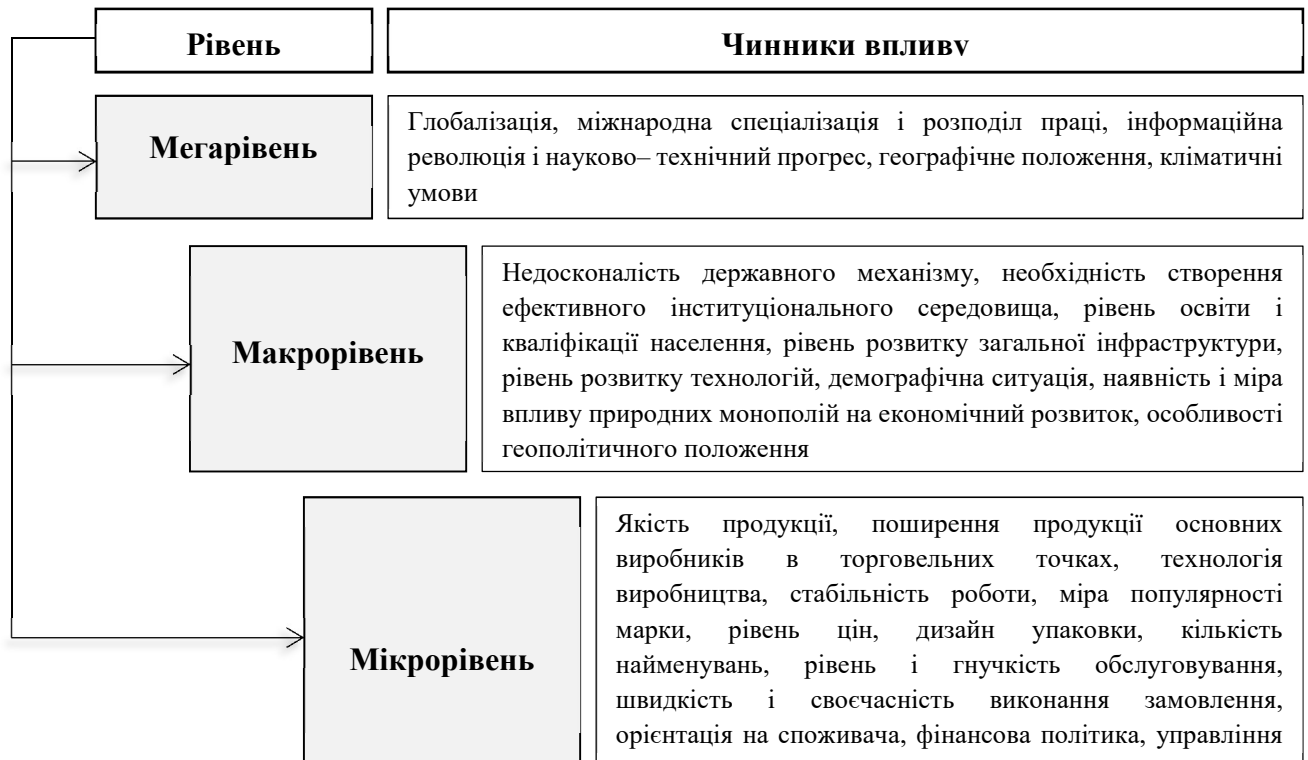 Рівень
Чинники впливу
Мегарівень
Глобалізація, міжнародна спеціалізація і розподіл праці, інформаційна
революція і науково– технічний прогрес, географічне положення, кліматичні
умови
Макрорівень
Недосконалість державного механізму, необхідність створення
ефективного інституціонального середовища, рівень освіти і
кваліфікації населення, рівень розвитку загальної інфраструктури,
рівень розвитку технологій, демографічна ситуація, наявність і міра
впливу природних монополій на економічний розвиток, особливості
геополітичного положення
Мікрорівень
Якість продукції, поширення продукції основних
виробників в торговельних точках, технологія
виробництва, стабільність роботи, міра популярності
марки, рівень цін, дизайн упаковки, кількість
найменувань, рівень і гнучкість обслуговування,
швидкість і своєчасність виконання замовлення,
орієнтація на споживача, фінансова політика, управління